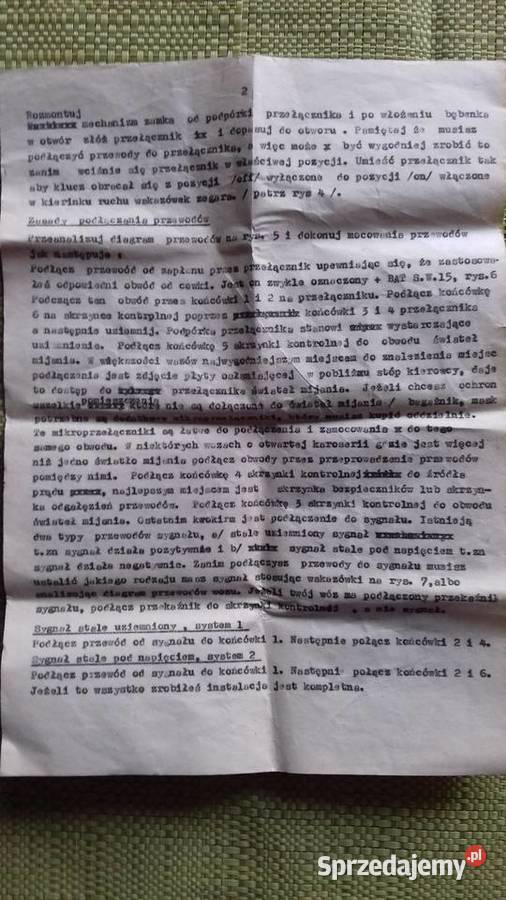 2
Rozmontuj
mechanizm zamka od podpórki przełącznika i po włożeniu bębenka
w otwór złóż przełącznik i dopasuj do otworu . Pamiętaj że musisz
podłączyć przewody do przełącznika, a więc może x być wygodniej zrobić to
zanim wciśnie się przełącznik w właściwej pozycji. Umieść przełącznik tak
aby klucz obracał się z pozycji /off/ wyłączone do pozycji /on/ włączone
w kierunku ruchu wskazówek zegara. / patrz rys 4 /.
Zasady podłączania przewodów
Przeanalizuj diagram przewodów na rys. 5 i dokonuj mocowania przewodów
jak następuje :
Podłącz przewód od zapłonu przez przełącznik upewniając się, że zastosowa-
łeś odpowiedni obwód od cewki. Jest on zwykle oznaczony + BAT S.W.15, rys.6
Podczącz ten obwód przez końcówki 1 i 2 na przełączniku. Podłącz końcówkę
6 na skrzynce kontrplnej poprzez końcówki 3 i 4 przełącznika
a następnie uziemnij. Podpórka przełącznika stanowi wystarczające
uziemnienie. Podłącz końcówkę 5 skrzynki kontrolnej do obwodu świateł
mijania. W większości wozów najwygodniejszym miejscem do znalezienia miejsc
podłączenia jest zdjęcie płyty osłaniającej w pobliżu stóp kierowcy, daje
to dostęp do przełącznika świateł mijania. Jeżeli chcesz ochron
wszelkie pomieszczenia które nie są dołączone do świateł mijania / bagażnik, mask
potrzebne są dodatkowe mikroprzełączniki, które musisz kupić oddzielnie.
Te mikroprzełączniki są łatwe do podłączenia i zamocowania x do tego
samego obwodu. W niektórych wozach o otwartej karoserii gdzie jest więcej
niż jedno światło mijania podłącz obwody przez przeprowadzenie przewodów
pomiędzy nimi. Podłącz końcówkę 4 skrzynki kontrolnej do źródła
prądu , najlepszym miejscem jest skrzynka bezpieczników lub skrzyn-
ka odgałęzień przewodów. Podłącz końcówkę 3 skrzynki kontrolnej do obwodu
świateł mijania. Ostatnim krokirm jest podłączenie do sygnału. Istnieją
dwa typy przewodów sygnału, a/ stale uziemniony sygnał
t.zn sygnał działa pozytywnie i b/ sygnał stale pod napięciem t.zn
sygnał działa negatywnie. Zanim podłączysz przewody do sygnału musisz
ustalić jakiego rodzaju masz sygnał stosując wskazówki na rys. 7,albo
analizując diagram przewodów wozu. Jeżeli twój wóz ma podłączony przekaźnik
sygnału, podłącz przekaźnik do skrzynki kontrolnej , a nie sygnał.
Sygnał stale uziemniony , system 1
Podłącz przewód od sygnału do końcówki 1. Następnie połącz końcówki 2 i 4.
Sygnał stale pod napięciem, system 2
Podłącz przewód od sygnału do końcówki 1. Następni połącz końcówki 2 i 6.
Jeżeli to wszystko zrobiłeś instalacja jest kompletna.
Sprzedajemy.pl